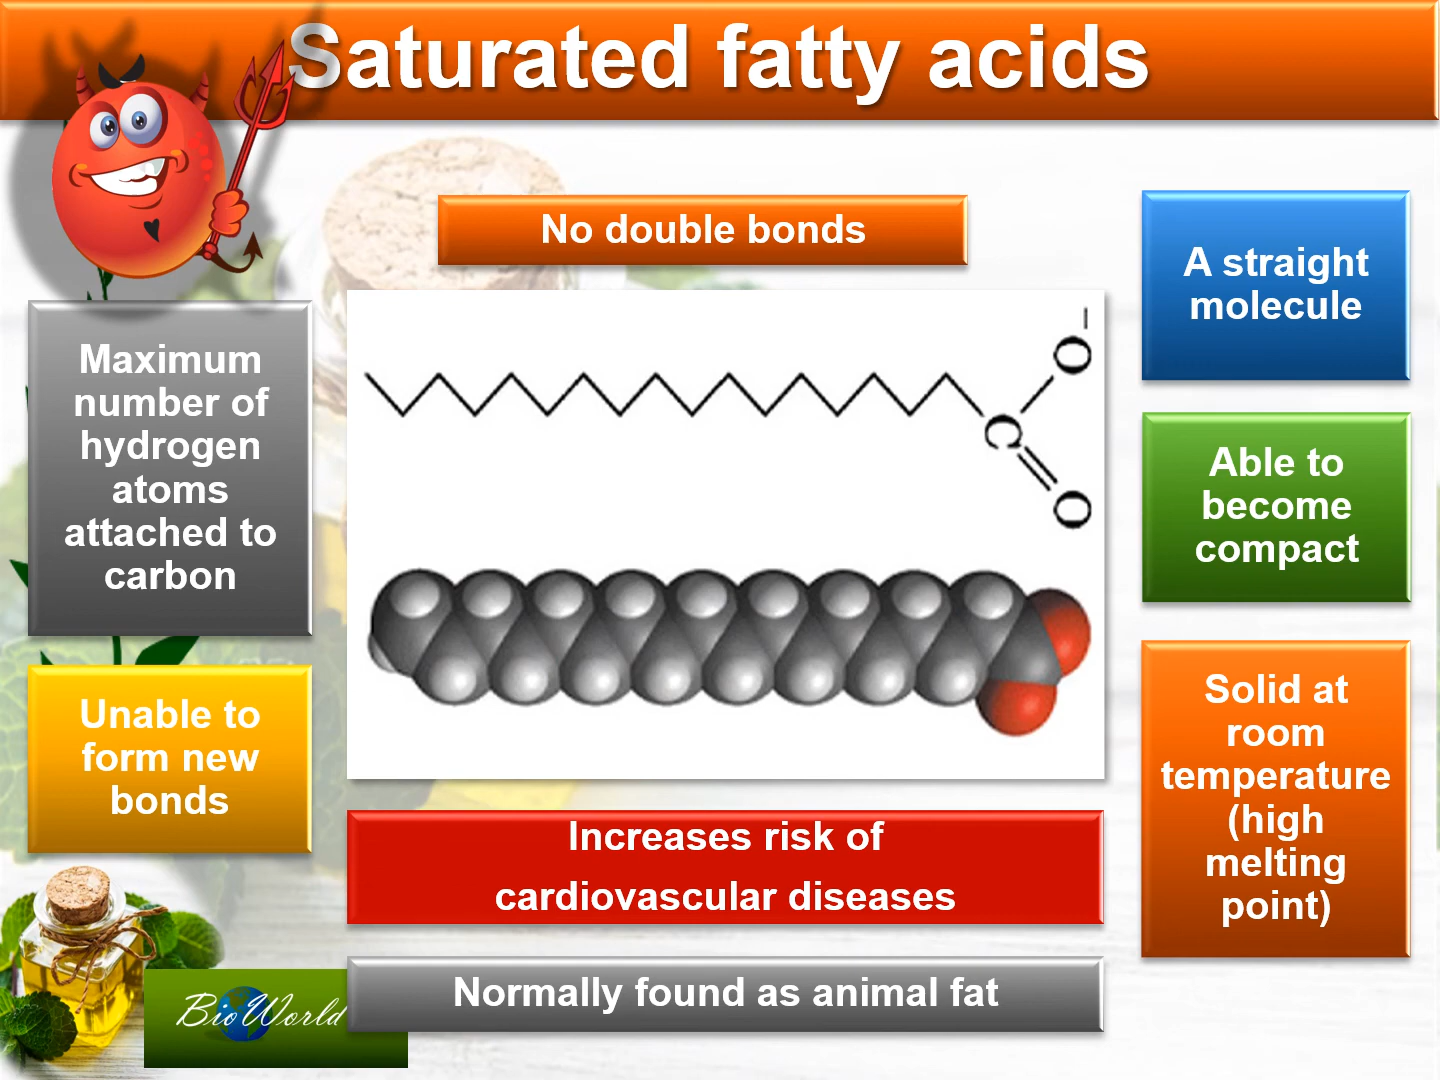 Saturated fatty acids
No double bonds
A straight
molecule
Maximum
number of
hydrogen
atoms
attached to
carbon
O
–
C
O
Able to
become
compact
Unable to
form new
bonds
Solid at
room
temperature
(high
melting
point)
Increases risk of
cardiovascular diseases
Normally found as animal fat
BioWorld